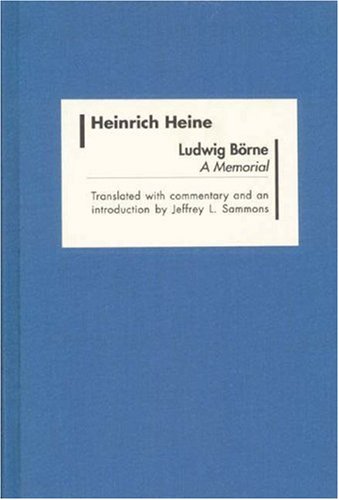 Heinrich Heine
Ludwig Börne
A Memorial
Translated with commentary and an
introduction by Jeffrey L. Sammons